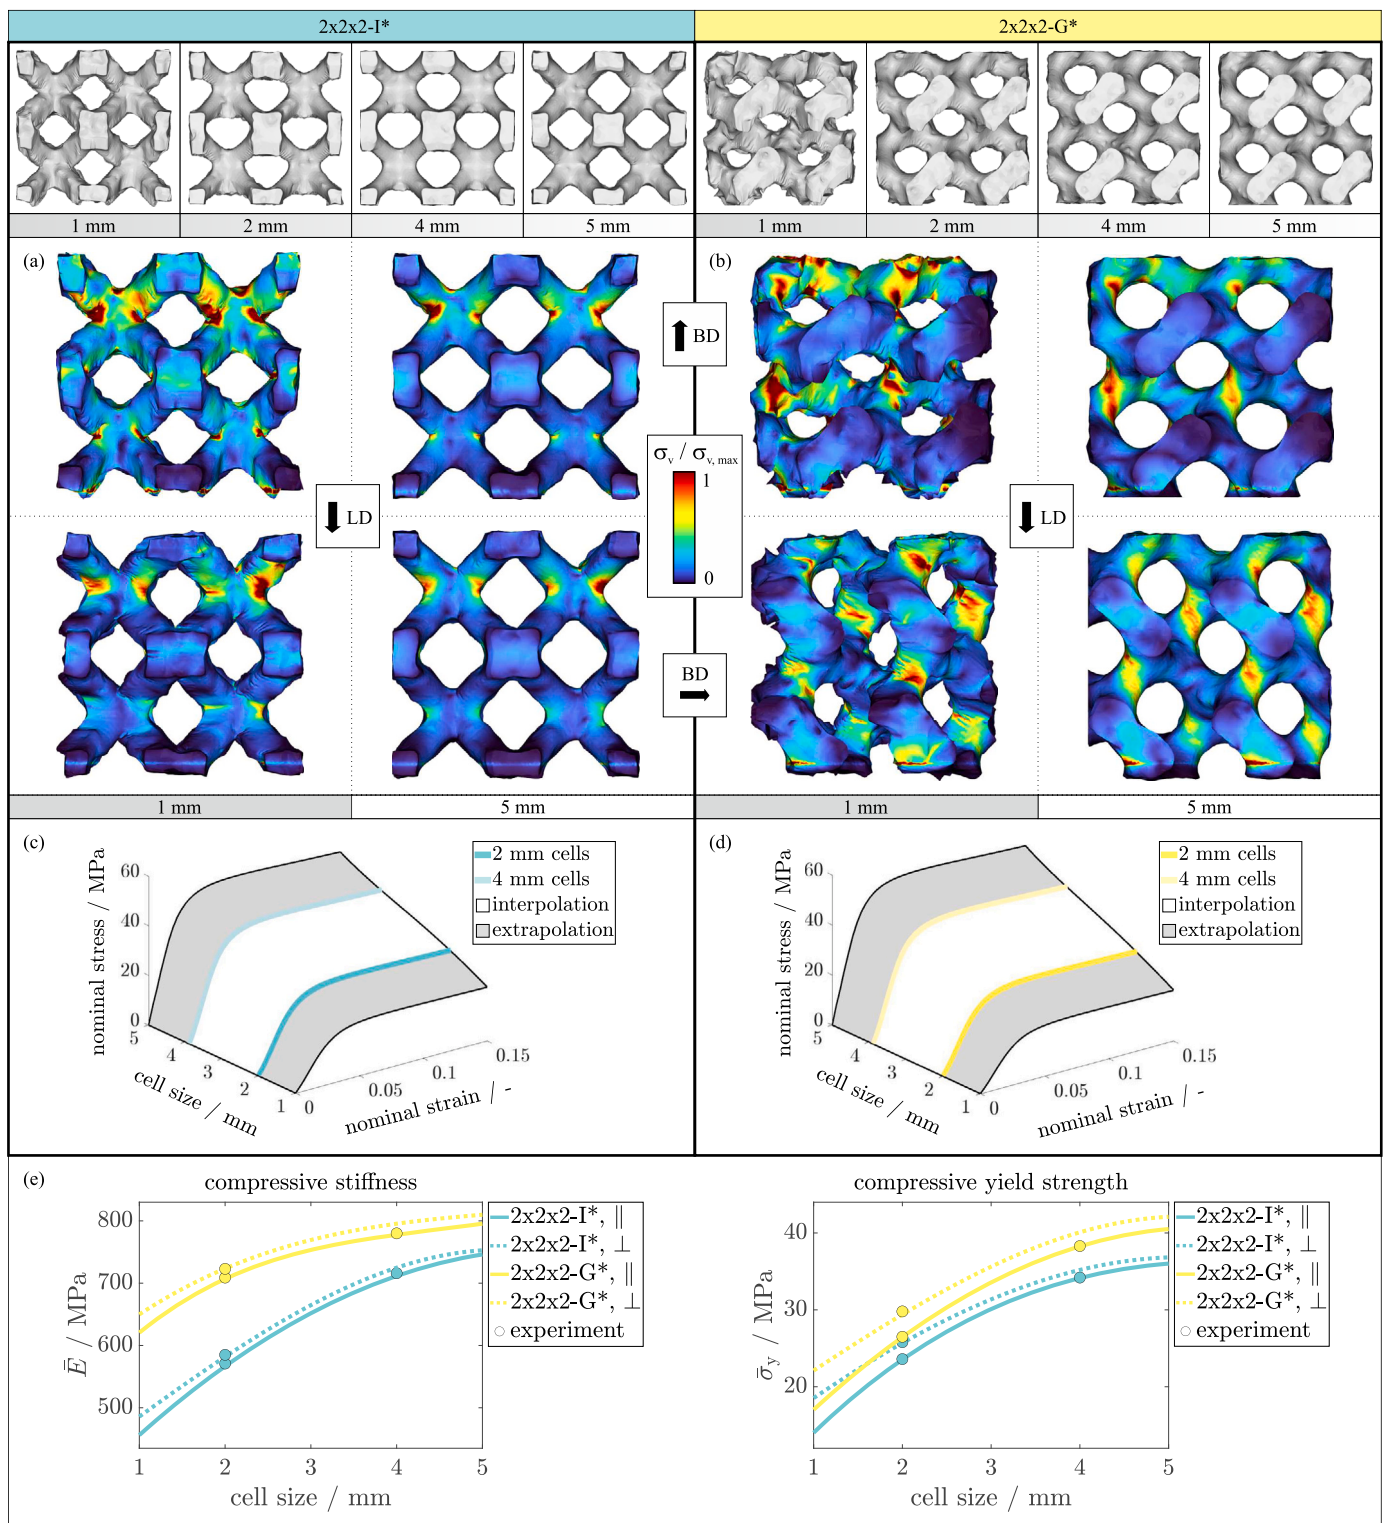 2x2x2-I*
2x2x2-G*
1 mm
2 mm
4 mm
5 mm
1 mm
2 mm
4 mm
5 mm
(a)
(b)
BD
σv / σv, max
1
0
LD
LD
BD
1 mm
5 mm
1 mm
5 mm
(c)
nominal stress / MPa
60
40
20
0
5
4
3
2
1
cell size / mm
0
0.05
0.1
0.15
nominal strain / -
2 mm cells
4 mm cells
interpolation
extrapolation
(d)
nominal stress / MPa
60
40
20
0
5
4
3
2
1
cell size / mm
0
0.05
0.1
0.15
nominal strain / -
2 mm cells
4 mm cells
interpolation
extrapolation
(e)
compressive stiffness
800
700
600
500
Ē / MPa
1 2 3 4 5
cell size / mm
2x2x2-I*, ∥
2x2x2-I*, ⊥
2x2x2-G*, ∥
2x2x2-G*, ⊥
experiment
compressive yield strength
40
30
20
σ̄y / MPa
1 2 3 4 5
cell size / mm
2x2x2-I*, ∥
2x2x2-I*, ⊥
2x2x2-G*, ∥
2x2x2-G*, ⊥
experiment